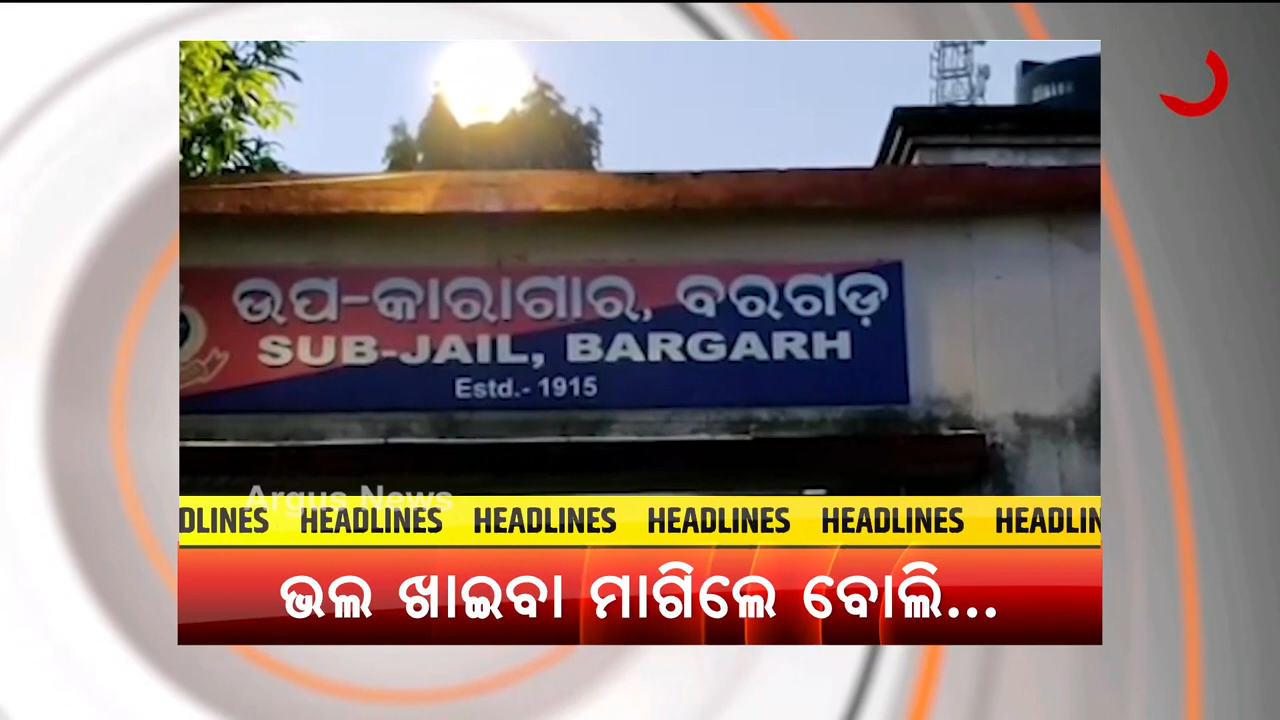 ଉପ-କାରାଗାର, ବରଗଡ଼
SUB-JAIL, BARGARH
Estd.- 1915
Argus News
DLINES HEADLINES HEADLINES HEADLINES HEADLINES HEADLIN
ଭଲ ଖାଇବା ମାଗିଲେ ବୋଲି...